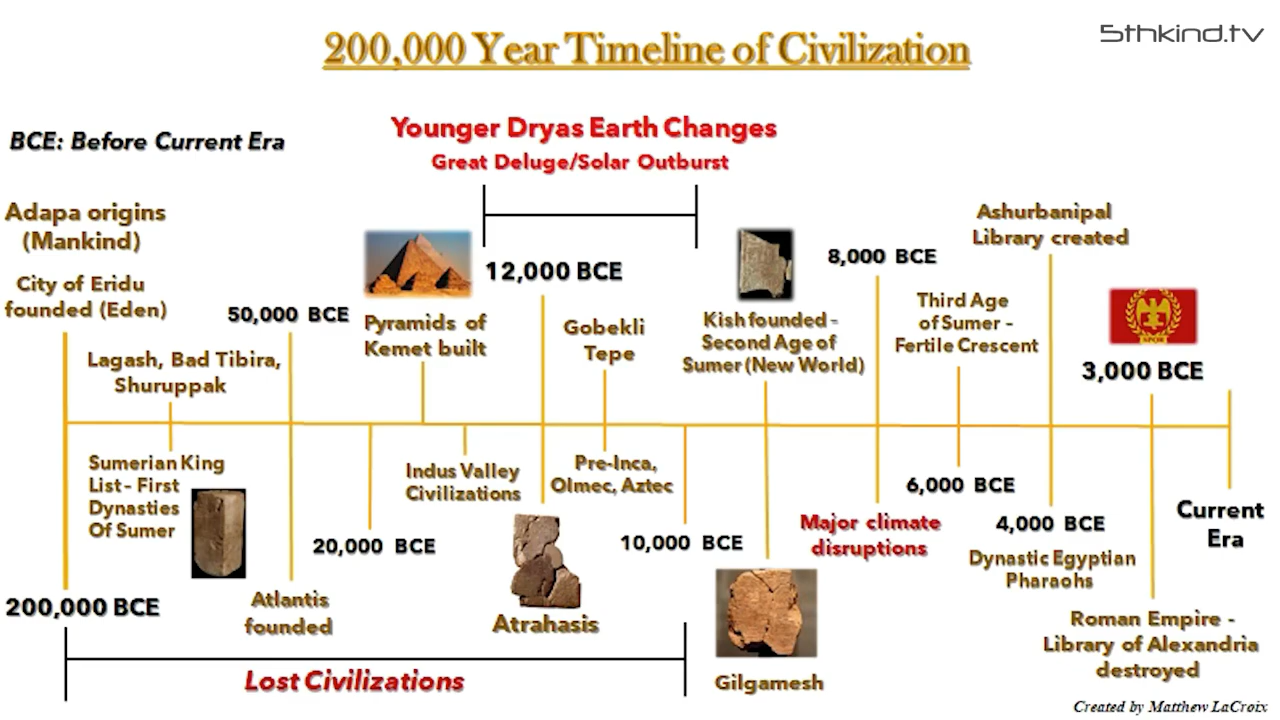 5thkind.tv
200,000 Year Timeline of Civilization
BCE: Before Current Era
Younger Dryas Earth Changes
Great Deluge/Solar Outburst
Adapa origins
(Mankind)
City of Eridu
founded (Eden)
Lagash, Bad Tibira,
Shuruppak
50,000 BCE
Pyramids of
Kemet built
12,000 BCE
Gobekli
Tepe
Kish founded -
Second Age of
Sumer (New World)
8,000 BCE
Third Age
of Sumer -
Fertile Crescent
Ashurbanipal
Library created
SPQR
3,000 BCE
Sumerian King
List - First
Dynasties
Of Sumer
200,000 BCE
Atlantis
founded
20,000 BCE
Indus Valley
Civilizations
Atrahasis
Pre-Inca,
Olmec, Aztec
10,000 BCE
Gilgamesh
Major climate
disruptions
6,000 BCE
4,000 BCE
Dynastic Egyptian
Pharaohs
Roman Empire -
Library of Alexandria
destroyed
Current
Era
Lost Civilizations
Created by Matthew LaCroix